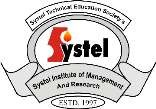 Systel Technical Education Society's
Systel
Systel Institute of Management
And Research
ESTD. 1997